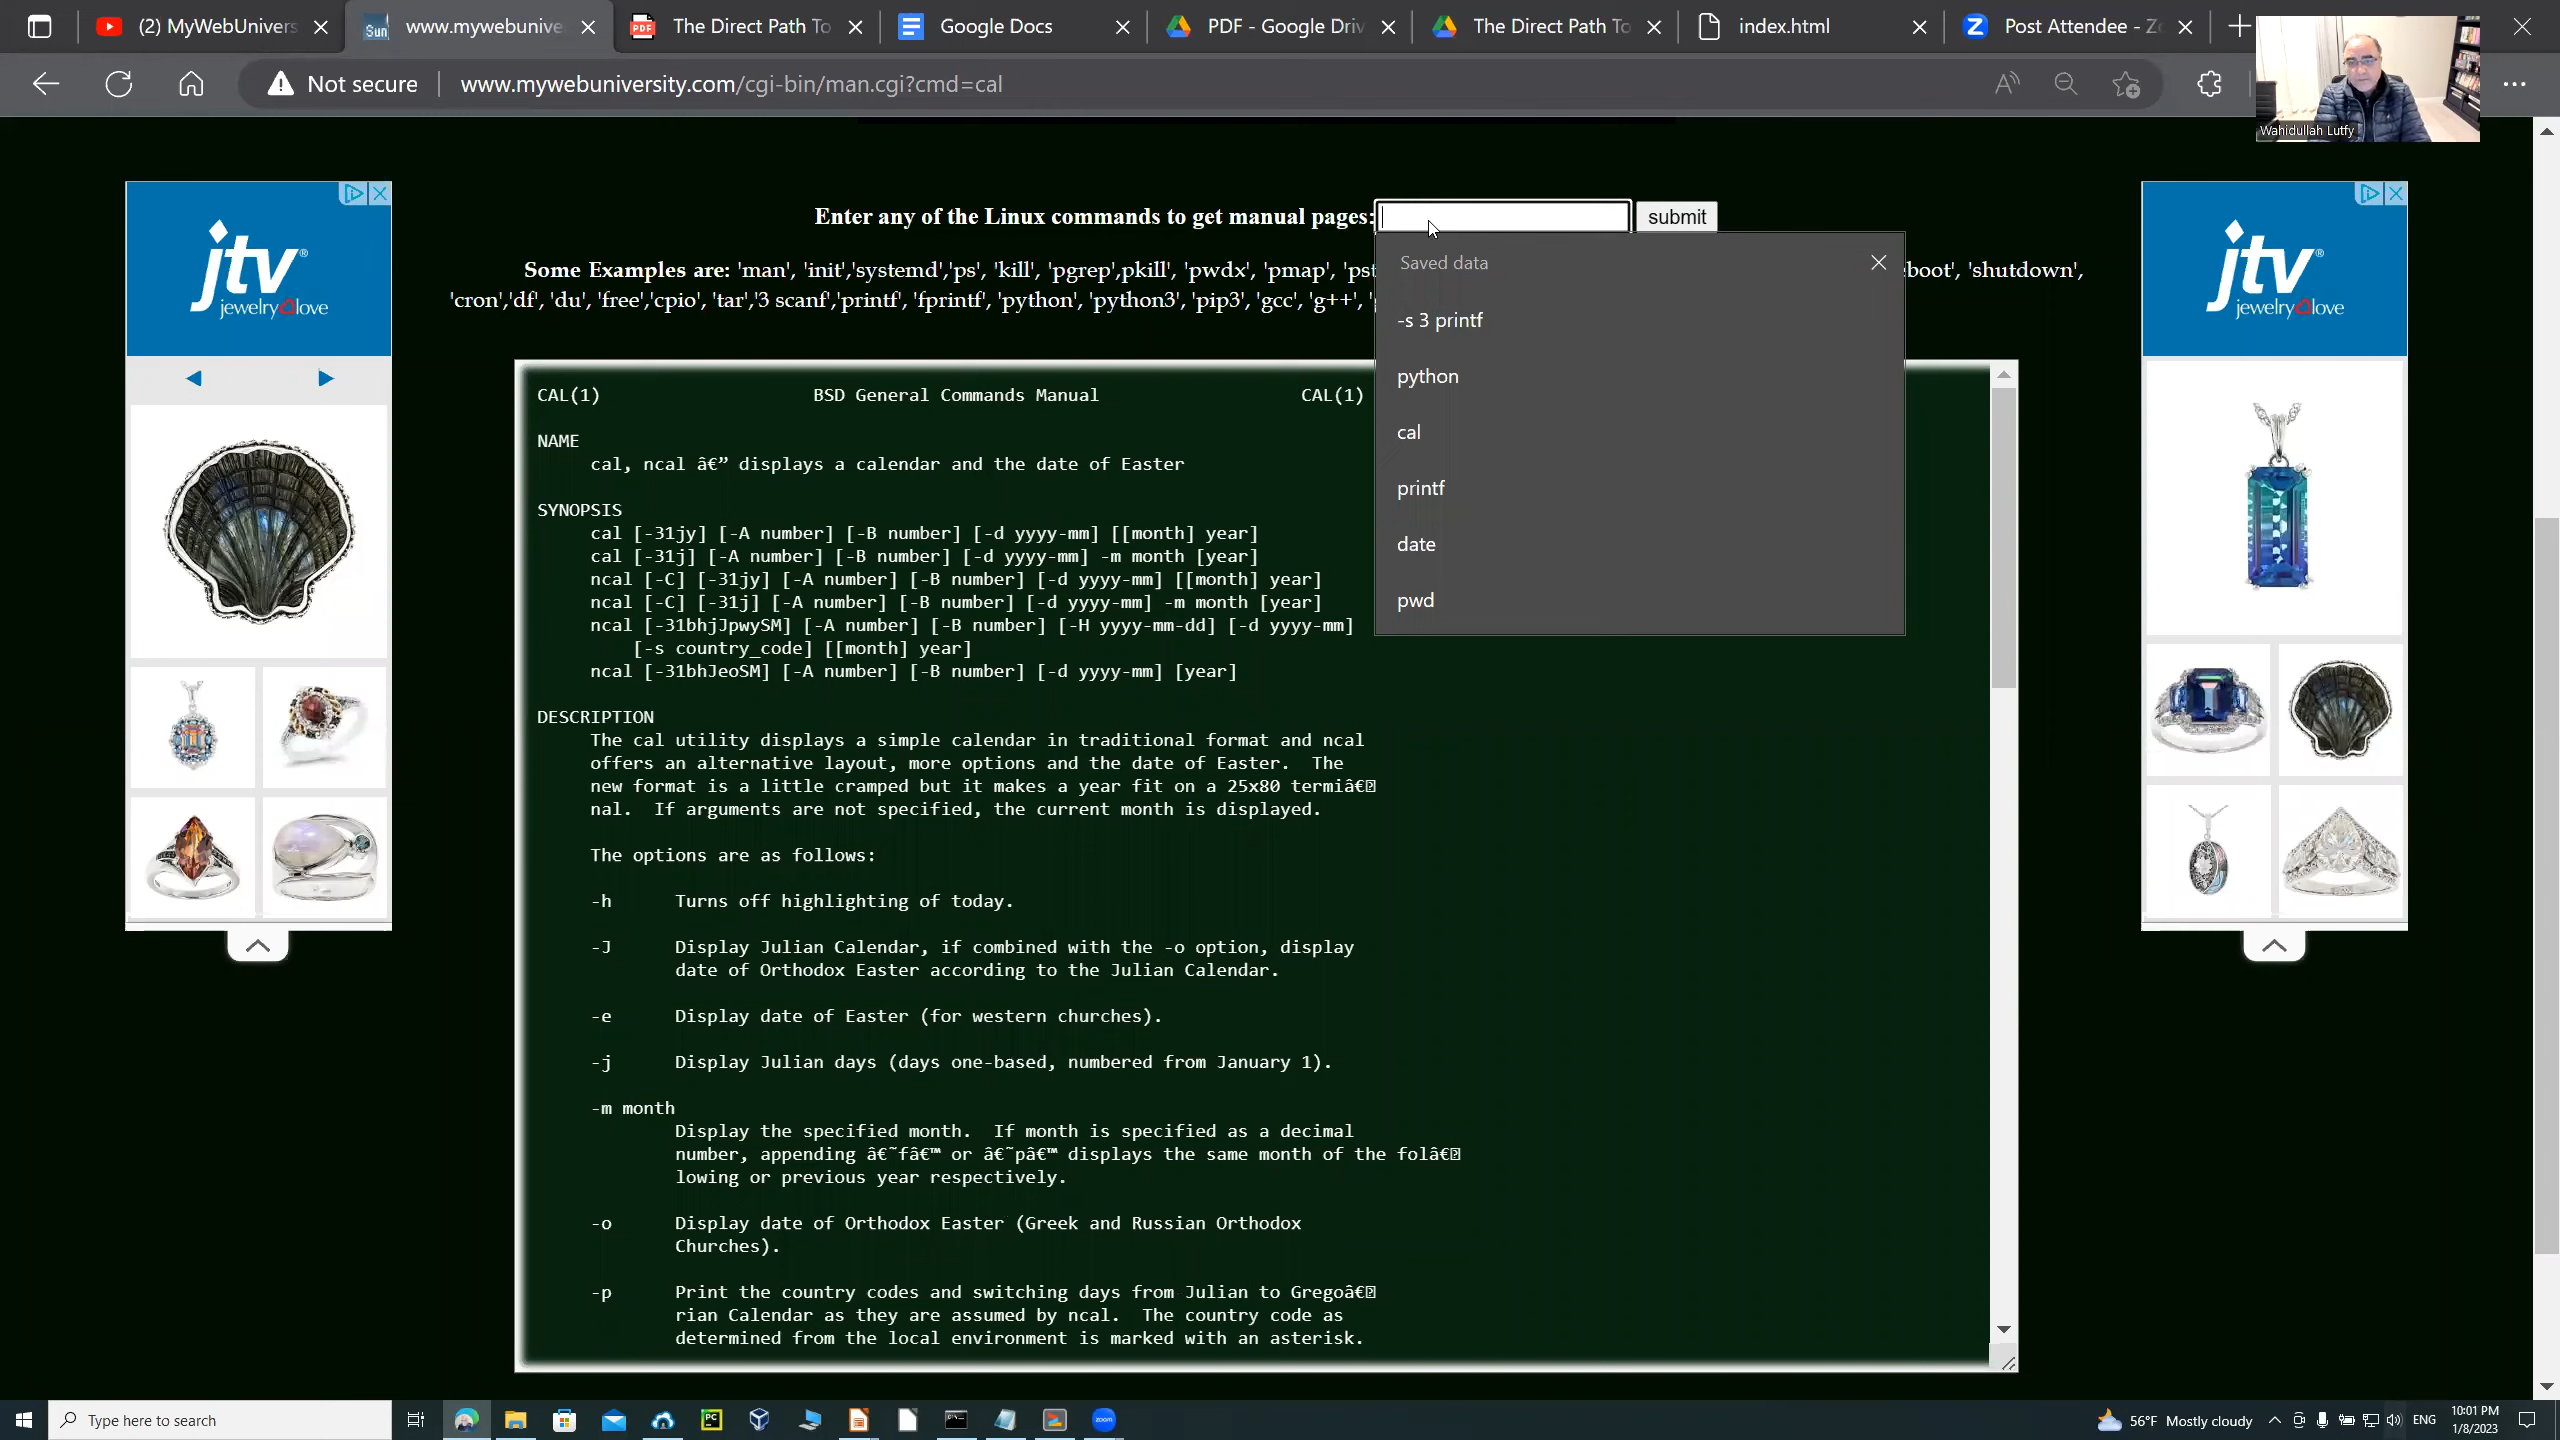 (2) MyWebUnivers
www.mywebunive
The Direct Path To
Google Docs
PDF - Google Driv
The Direct Path To
index.html
Post Attendee - Zo
Not secure
www.mywebuniversity.com/cgi-bin/man.cgi?cmd=cal
Wahidullah Lutfy
Enter any of the Linux commands to get manual pages:
submit
Some Examples are: 'man', 'init','systemd','ps', 'kill', 'pgrep',pkill', 'pwdx', 'pmap', 'pst
eboot', 'shutdown',
'cron','df', 'du', 'free','cpio', 'tar','3 scanf','printf', 'fprintf', 'python', 'python3', 'pip3', 'gcc', 'g++',
Saved data
-s 3 printf
python
cal
printf
date
pwd
jtv
jewelry love
jtv
jewelry love
CAL(1) BSD General Commands Manual CAL(1)
NAME
cal, ncal â€” displays a calendar and the date of Easter
SYNOPSIS
cal [-31jy] [-A number] [-B number] [-d yyyy-mm] [[month] year]
cal [-31j] [-A number] [-B number] [-d yyyy-mm] -m month [year]
ncal [-C] [-31jy] [-A number] [-B number] [-d yyyy-mm] [[month] year]
ncal [-C] [-31j] [-A number] [-B number] [-d yyyy-mm] -m month [year]
ncal [-31bhjJpwySM] [-A number] [-B number] [-H yyyy-mm-dd] [-d yyyy-mm]
[-s country_code] [[month] year]
ncal [-31bhJeoSM] [-A number] [-B number] [-d yyyy-mm] [year]
DESCRIPTION
The cal utility displays a simple calendar in traditional format and ncal
offers an alternative layout, more options and the date of Easter. The
new format is a little cramped but it makes a year fit on a 25x80 termiâ€
nal. If arguments are not specified, the current month is displayed.
The options are as follows:
-h Turns off highlighting of today.
-J Display Julian Calendar, if combined with the -o option, display
date of Orthodox Easter according to the Julian Calendar.
-e Display date of Easter (for western churches).
-j Display Julian days (days one-based, numbered from January 1).
-m month
Display the specified month. If month is specified as a decimal
number, appending â€˜fâ€™ or â€˜pâ€™ displays the same month of the folâ€
lowing or previous year respectively.
-o Display date of Orthodox Easter (Greek and Russian Orthodox
Churches).
-p Print the country codes and switching days from Julian to Gregoâ€
rian Calendar as they are assumed by ncal. The country code as
determined from the local environment is marked with an asterisk.
Type here to search
56°F Mostly cloudy
ENG
10:01 PM
1/8/2023